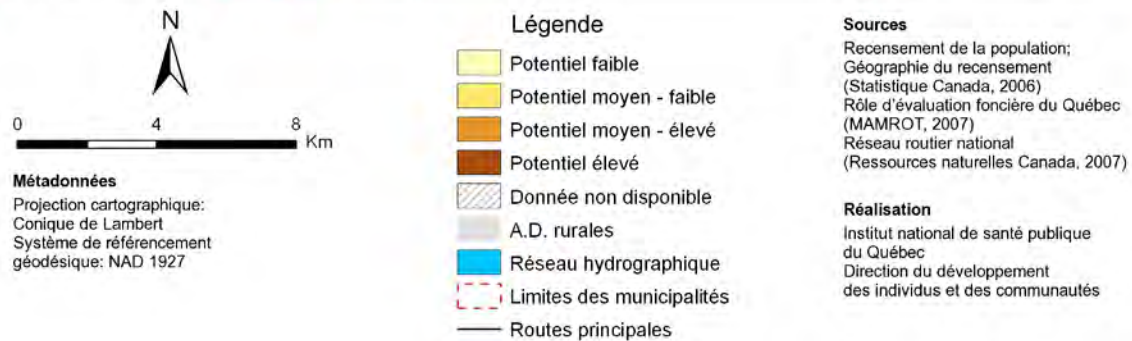 N
0 4 8
Km
Métadonnées
Projection cartographique:
Conique de Lambert
Système de référencement
géodésique: NAD 1927
Légende
Potentiel faible
Potentiel moyen - faible
Potentiel moyen - élevé
Potentiel élevé
Donnée non disponible
A.D. rurales
Réseau hydrographique
Limites des municipalités
Routes principales
Sources
Recensement de la population;
Géographie du recensement
(Statistique Canada, 2006)
Rôle d'évaluation foncière du Québec
(MAMROT, 2007)
Réseau routier national
(Ressources naturelles Canada, 2007)
Réalisation
Institut national de santé publique
du Québec
Direction du développement
des individus et des communautés